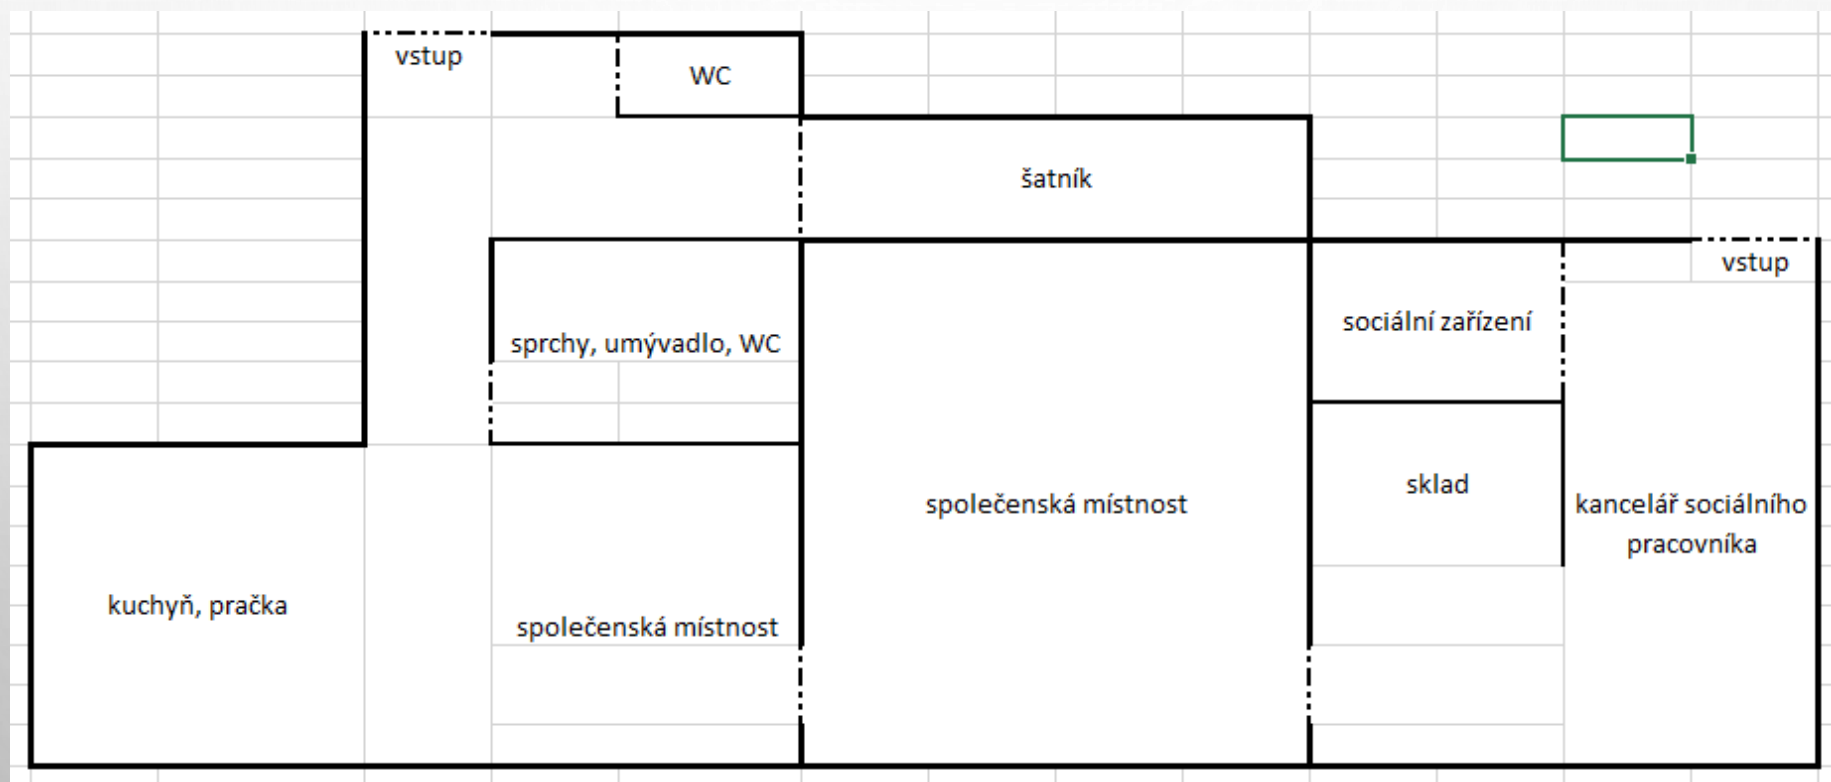 vstup
WC
šatník
vstup
sprchy, umývadlo, WC
sociální zařízení
sklad
společenská místnost
kancelář sociálního
pracovníka
kuchyň, pračka
společenská místnost